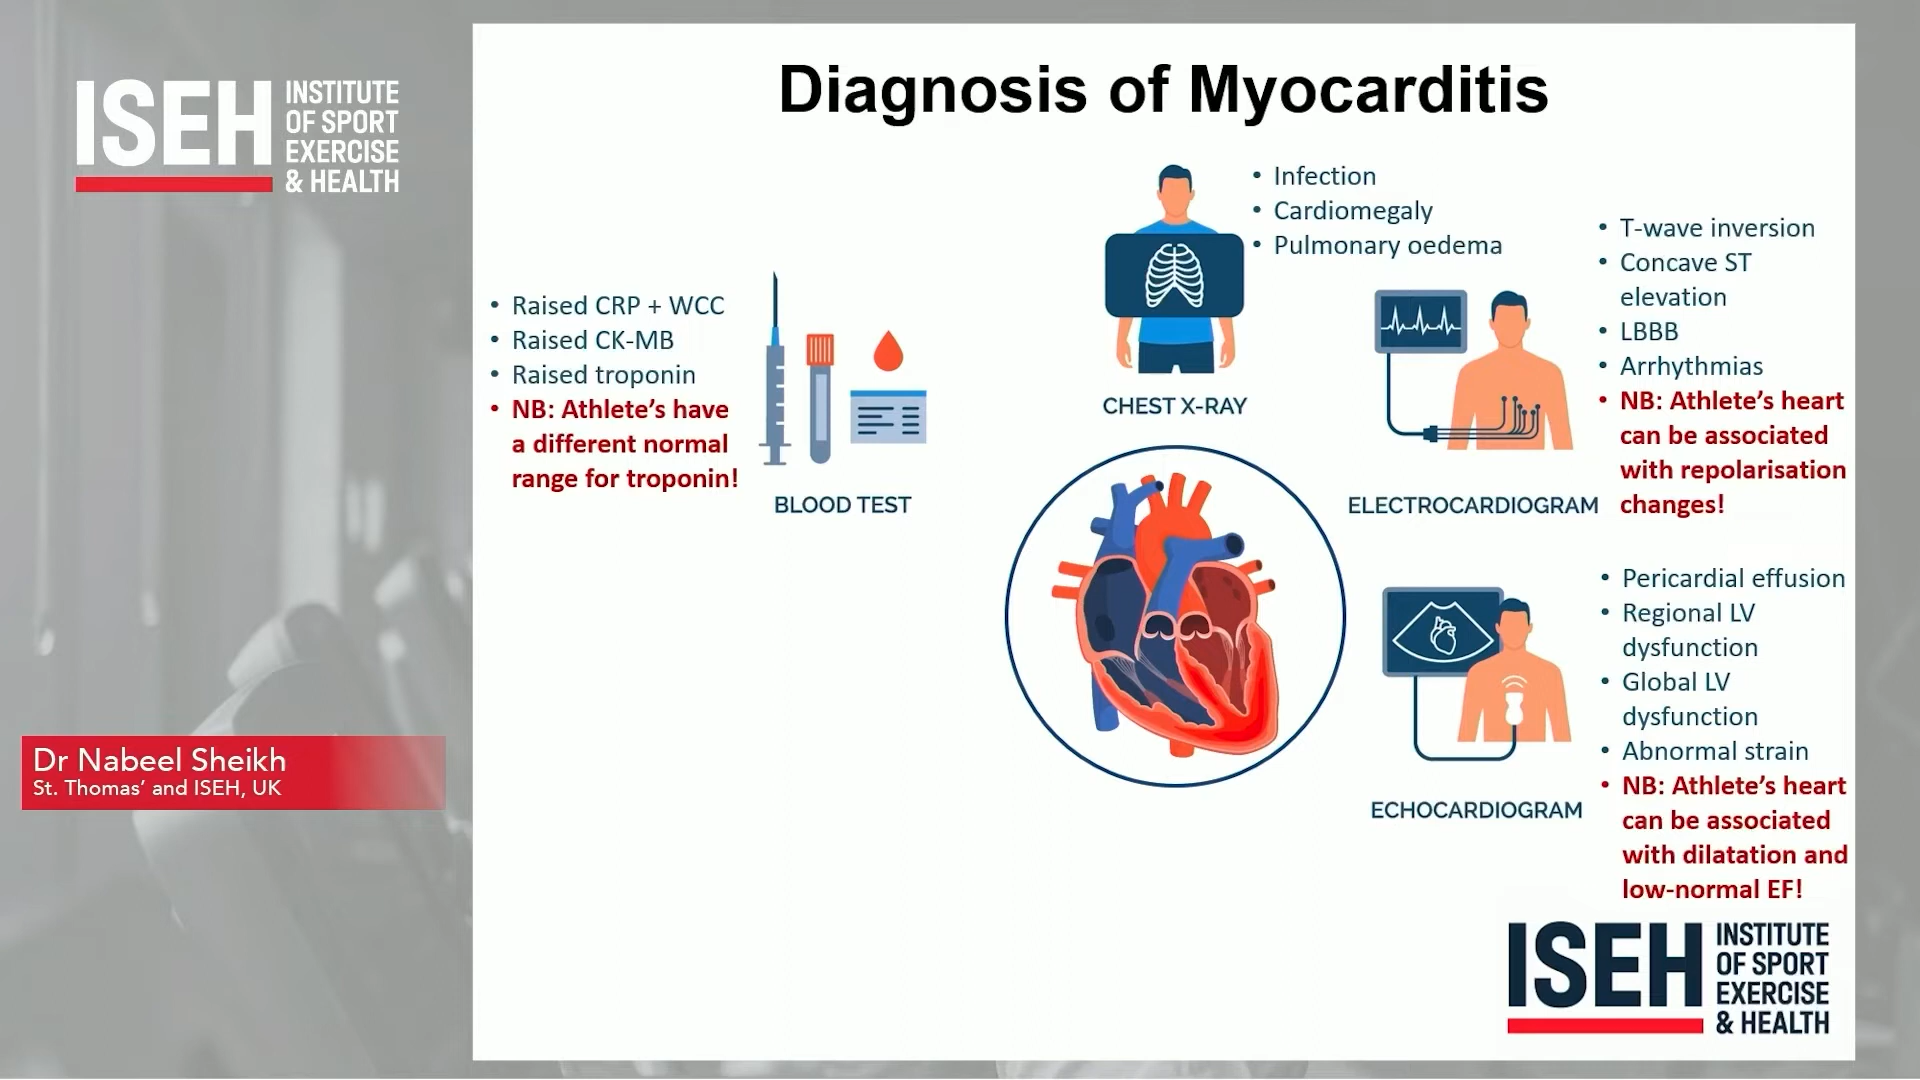 ISEH
INSTITUTE
OF SPORT
EXERCISE
& HEALTH
Diagnosis of Myocarditis
• Raised CRP + WCC
• Raised CK-MB
• Raised troponin
• NB: Athlete's have
a different normal
range for troponin!
BLOOD TEST
• Infection
• Cardiomegaly
• Pulmonary oedema
CHEST X-RAY
• T-wave inversion
• Concave ST
elevation
• LBBB
• Arrhythmias
• NB: Athlete's heart
can be associated
with repolarisation
changes!
ELECTROCARDIOGRAM
• Pericardial effusion
• Regional LV
dysfunction
• Global LV
dysfunction
• Abnormal strain
• NB: Athlete's heart
can be associated
with dilatation and
low-normal EF!
ECHOCARDIOGRAM
Dr Nabeel Sheikh
St. Thomas' and ISEH, UK
ISEH
INSTITUTE
OF SPORT
EXERCISE
& HEALTH